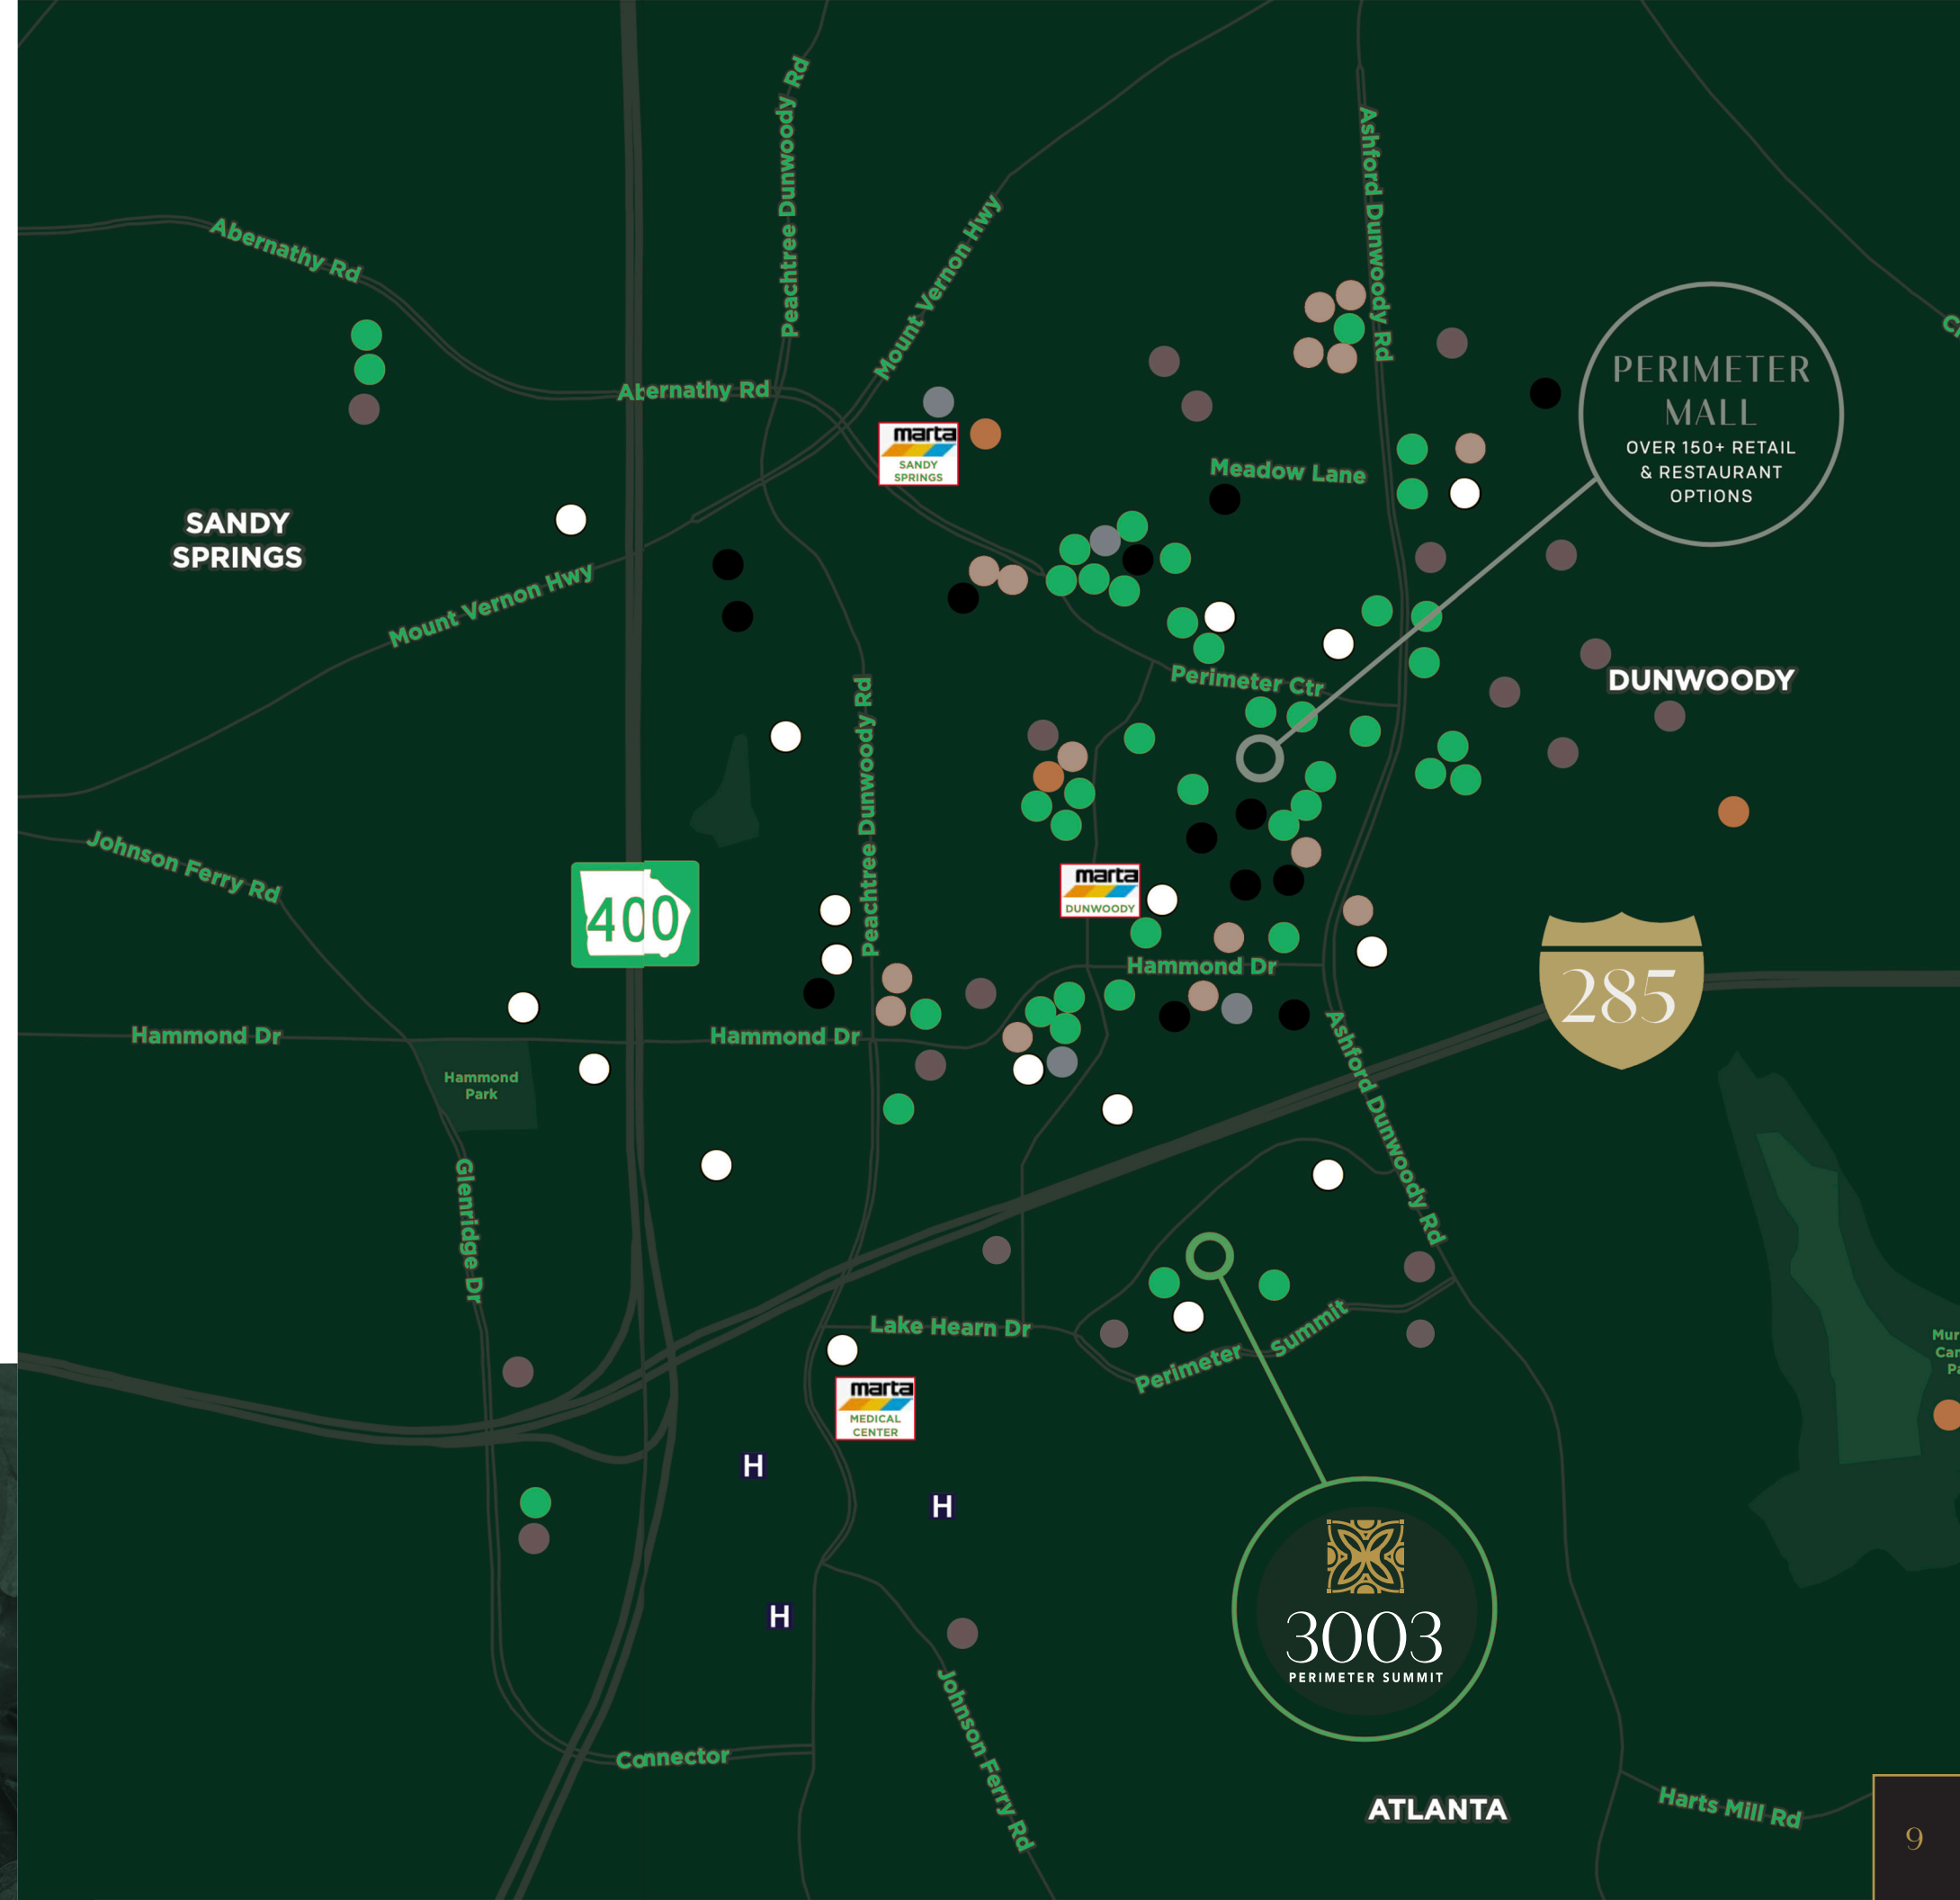 Peachtree Dunwoody Rd
Ashford Dunwoody Rd
Mount Vernon Hwy
Abernathy Rd
Abernathy Rd
PERIMETER
MALL
OVER 150+ RETAIL
& RESTAURANT
OPTIONS
marta
SANDY
SPRINGS
Meadow Lane
SANDY
SPRINGS
Mount Vernon Hwy
Perimeter Ctr
DUNWOODY
Peachtree Dunwoody Rd
Johnson Ferry Rd
400
marta
DUNWOODY
285
Hammond Dr
Hammond Dr
Hammond Dr
Hammond
Park
Ashford Dunwoody Rd
Glenridge Dr
Lake Hearn Dr
Perimeter Summit
marta
MEDICAL
CENTER
H
H
H
3003
PERIMETER SUMMIT
Johnson Ferry Rd
Connector
ATLANTA
Harts Mill Rd
9